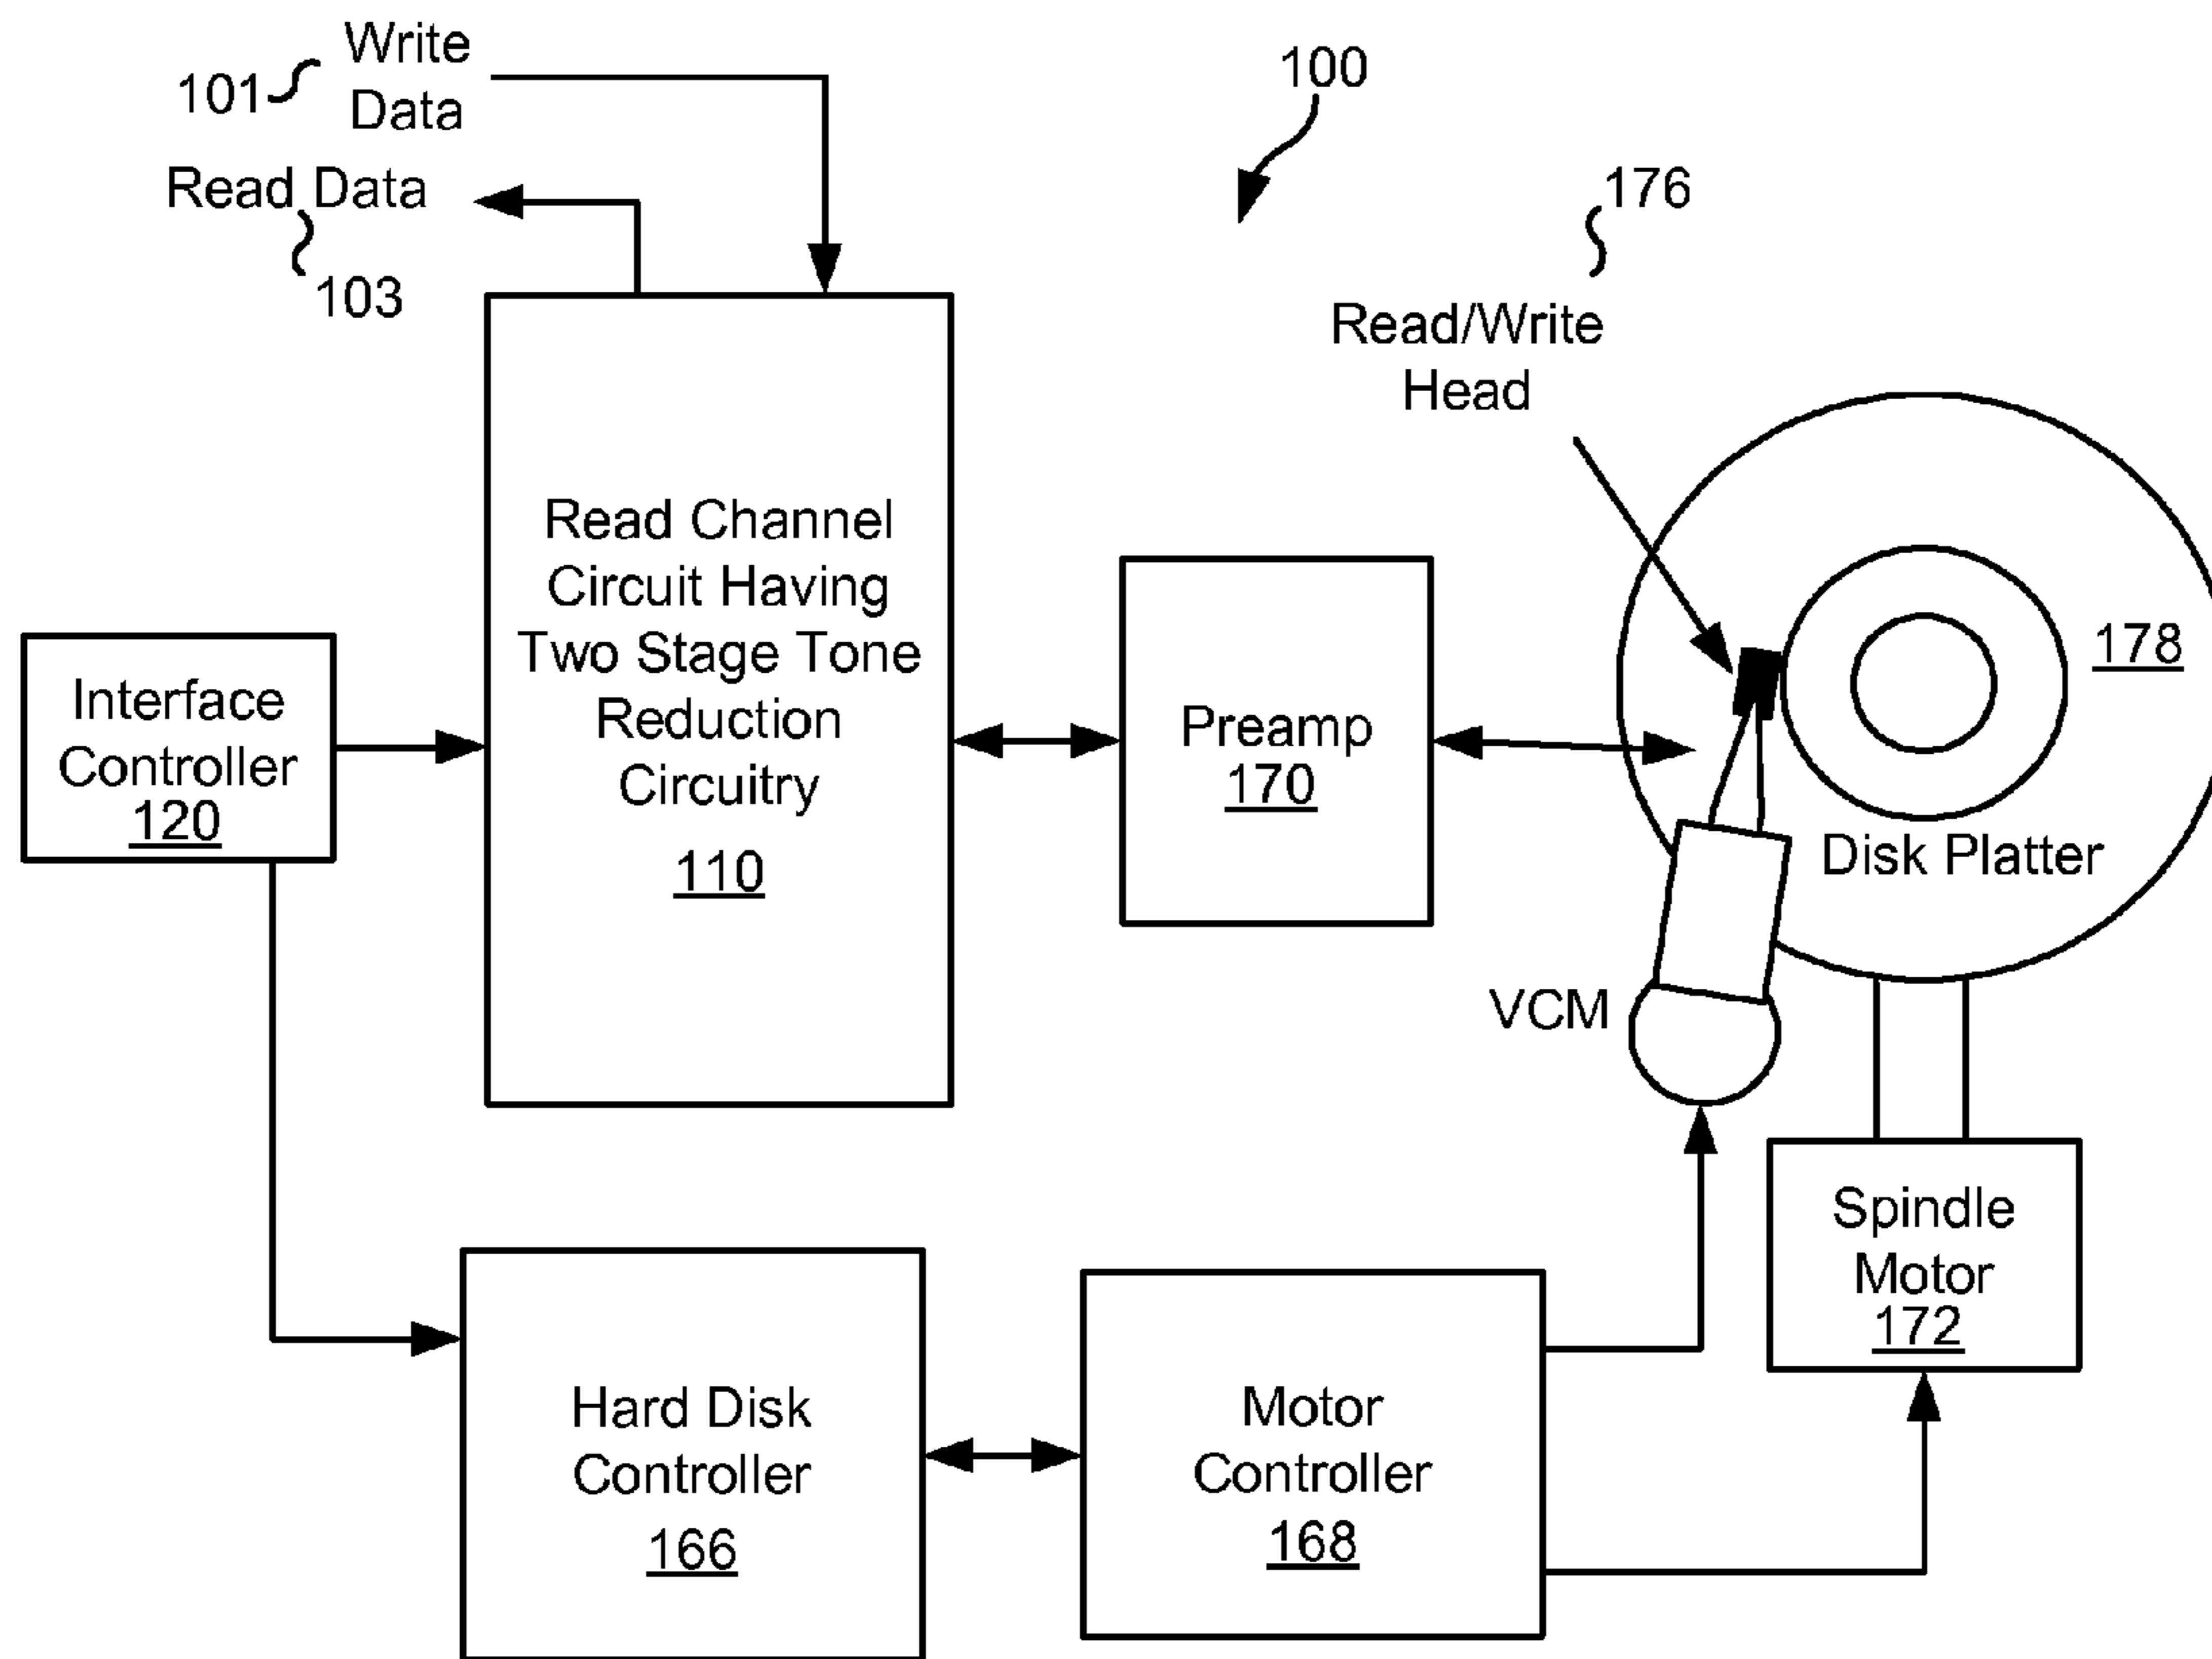 Write
101
Data
Read Data
103
100
176
Read/Write
Head
Read Channel
Circuit Having
Two Stage Tone
Reduction
Circuitry
110
Interface
Controller
120
Preamp
170
178
Disk Platter
VCM
Spindle
Motor
172
Hard Disk
Controller
166
Motor
Controller
168